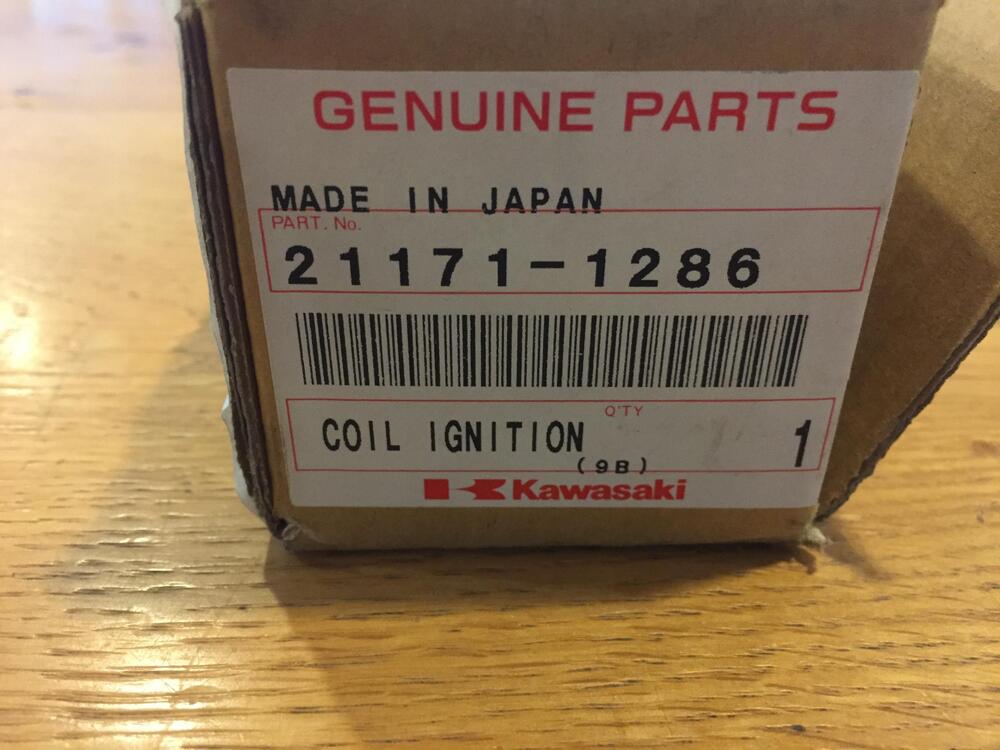 GENUINE PARTS
MADE IN JAPAN
PART. No.
21171-1286
Q'TY
COIL IGNITION 1
(9B)
Kawasaki